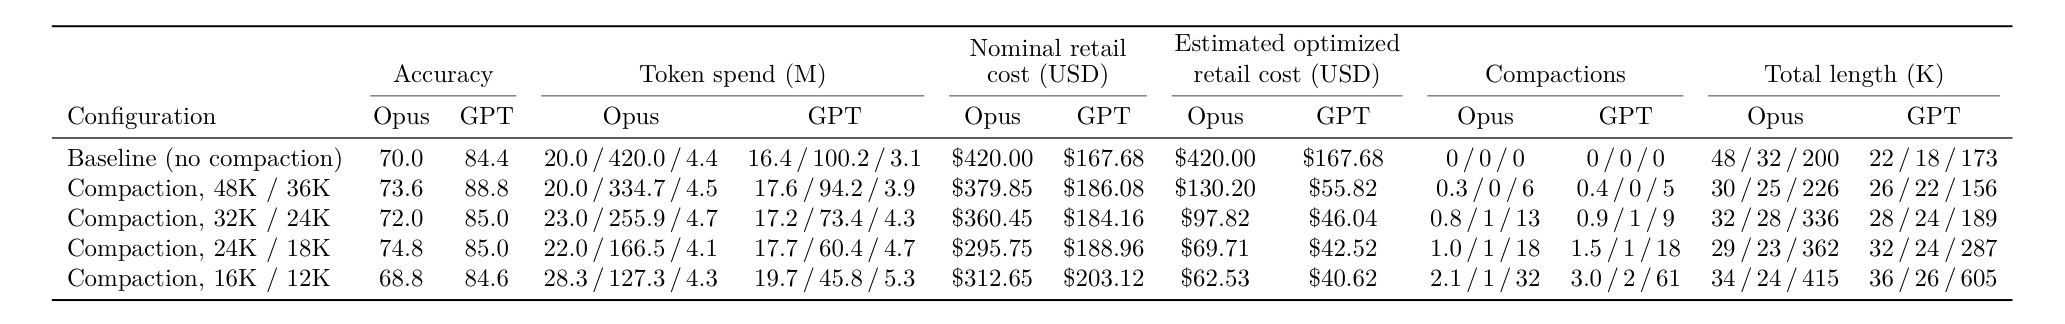 Nominal retail Estimated optimized
Accuracy Token spend (M) cost (USD) retail cost (USD) Compactions Total length (K)
Configuration Opus GPT Opus GPT Opus GPT Opus GPT Opus GPT Opus GPT
Baseline (no compaction) 70.0 84.4 20.0 / 420.0 / 4.4 16.4 / 100.2 / 3.1 $420.00 $167.68 $420.00 $167.68 0 / 0 / 0 0 / 0 / 0 48 / 32 / 200 22 / 18 / 173
Compaction, 48K / 36K 73.6 88.8 20.0 / 334.7 / 4.5 17.6 / 94.2 / 3.9 $379.85 $186.08 $130.20 $55.82 0.3 / 0 / 6 0.4 / 0 / 5 30 / 25 / 226 26 / 22 / 156
Compaction, 32K / 24K 72.0 85.0 23.0 / 255.9 / 4.7 17.2 / 73.4 / 4.3 $360.45 $184.16 $97.82 $46.04 0.8 / 1 / 13 0.9 / 1 / 9 32 / 28 / 336 28 / 24 / 189
Compaction, 24K / 18K 74.8 85.0 22.0 / 166.5 / 4.1 17.7 / 60.4 / 4.7 $295.75 $188.96 $69.71 $42.52 1.0 / 1 / 18 1.5 / 1 / 18 29 / 23 / 362 32 / 24 / 287
Compaction, 16K / 12K 68.8 84.6 28.3 / 127.3 / 4.3 19.7 / 45.8 / 5.3 $312.65 $203.12 $62.53 $40.62 2.1 / 1 / 32 3.0 / 2 / 61 34 / 24 / 415 36 / 26 / 605